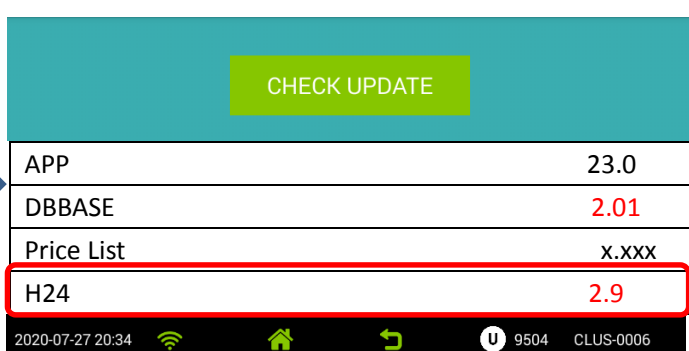 CHECK UPDATE
APP 23.0
DBBASE 2.01
Price List x.xxx
H24 2.9
2020-07-27 20:34 U 9504 CLUS-0006